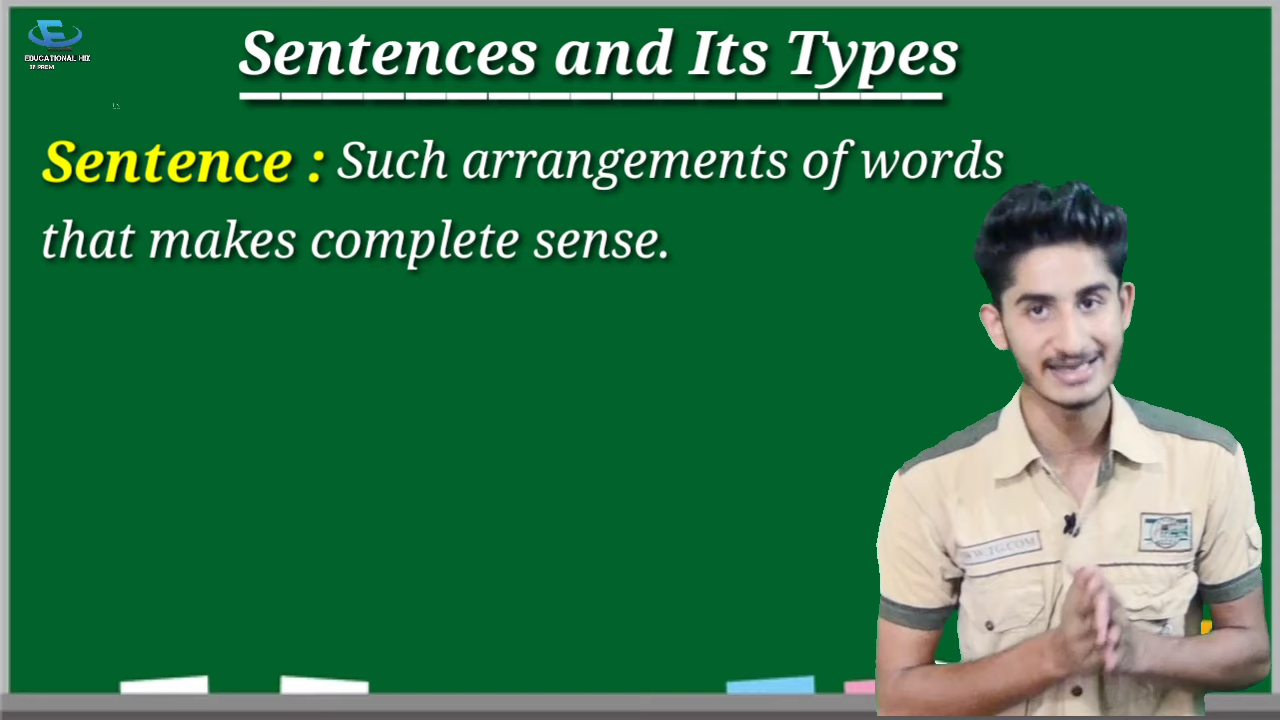 EDUCATIONAL MIX
Sentences and Its Types
Sentence : Such arrangements of words
that makes complete sense.